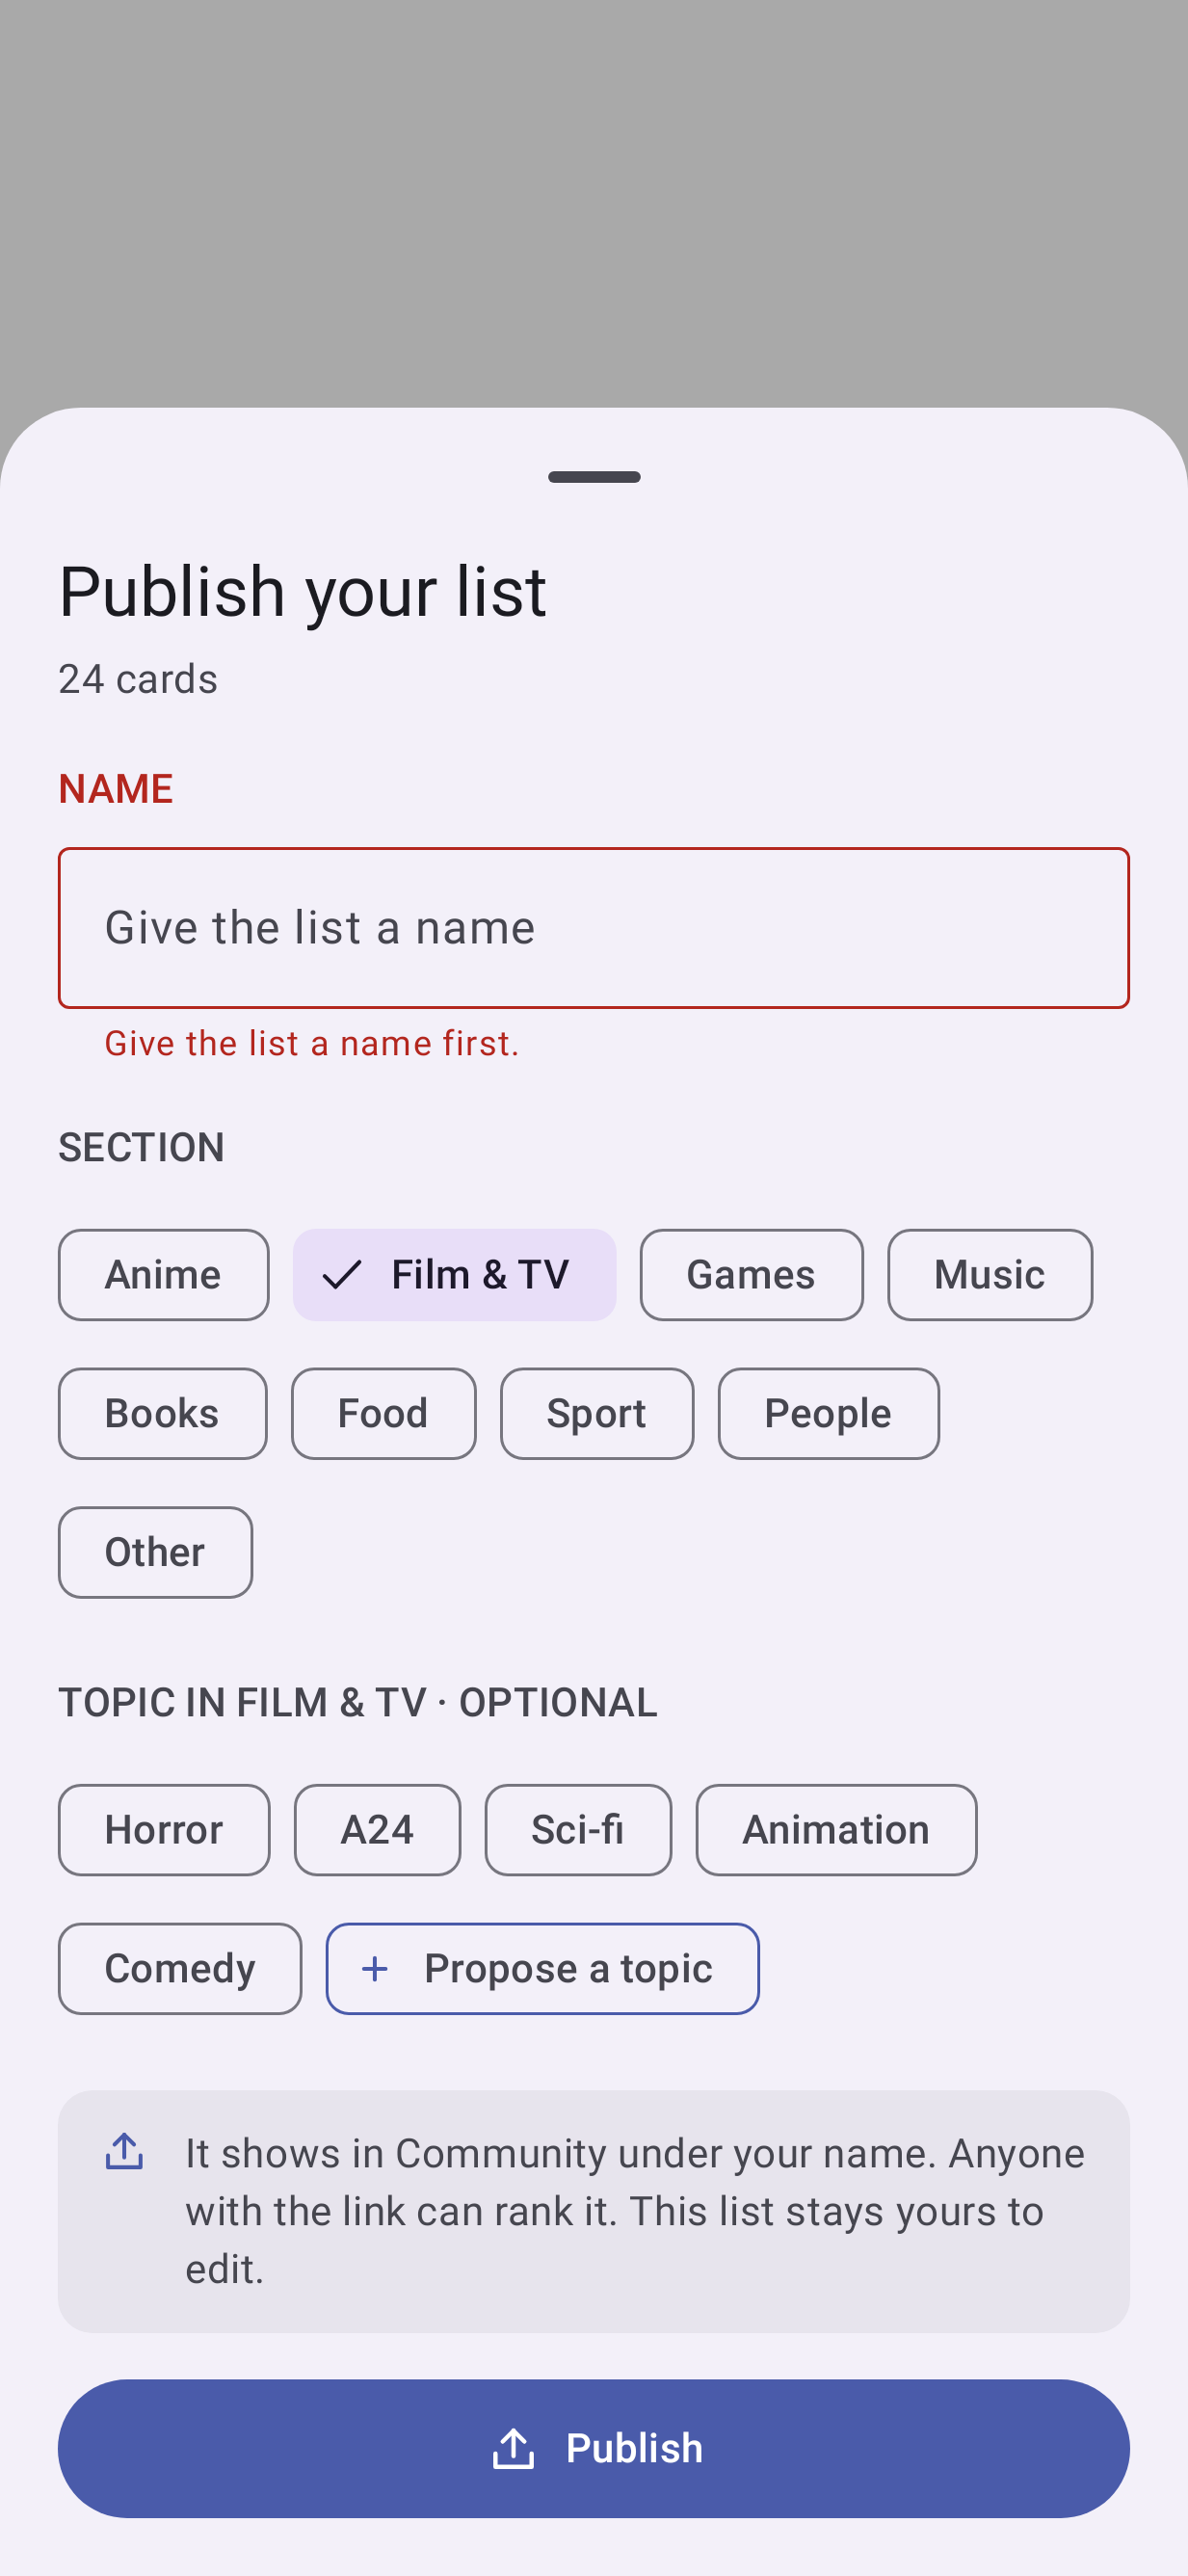 Publish your list
24 cards
NAME
Give the list a name
Give the list a name first.
SECTION
Anime
Film & TV
Games
Music
Books
Food
Sport
People
Other
TOPIC IN FILM & TV · OPTIONAL
Horror
A24
Sci-fi
Animation
Comedy
Propose a topic
It shows in Community under your name. Anyone
with the link can rank it. This list stays yours to
edit.
Publish